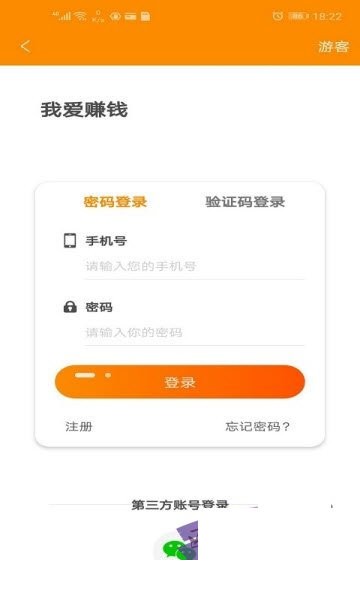 18:22
游客
我爱赚钱
密码登录 验证码登录
手机号
请输入您的手机号
密码
请输入你的密码
登录
注册 忘记密码?
第三方账号登录